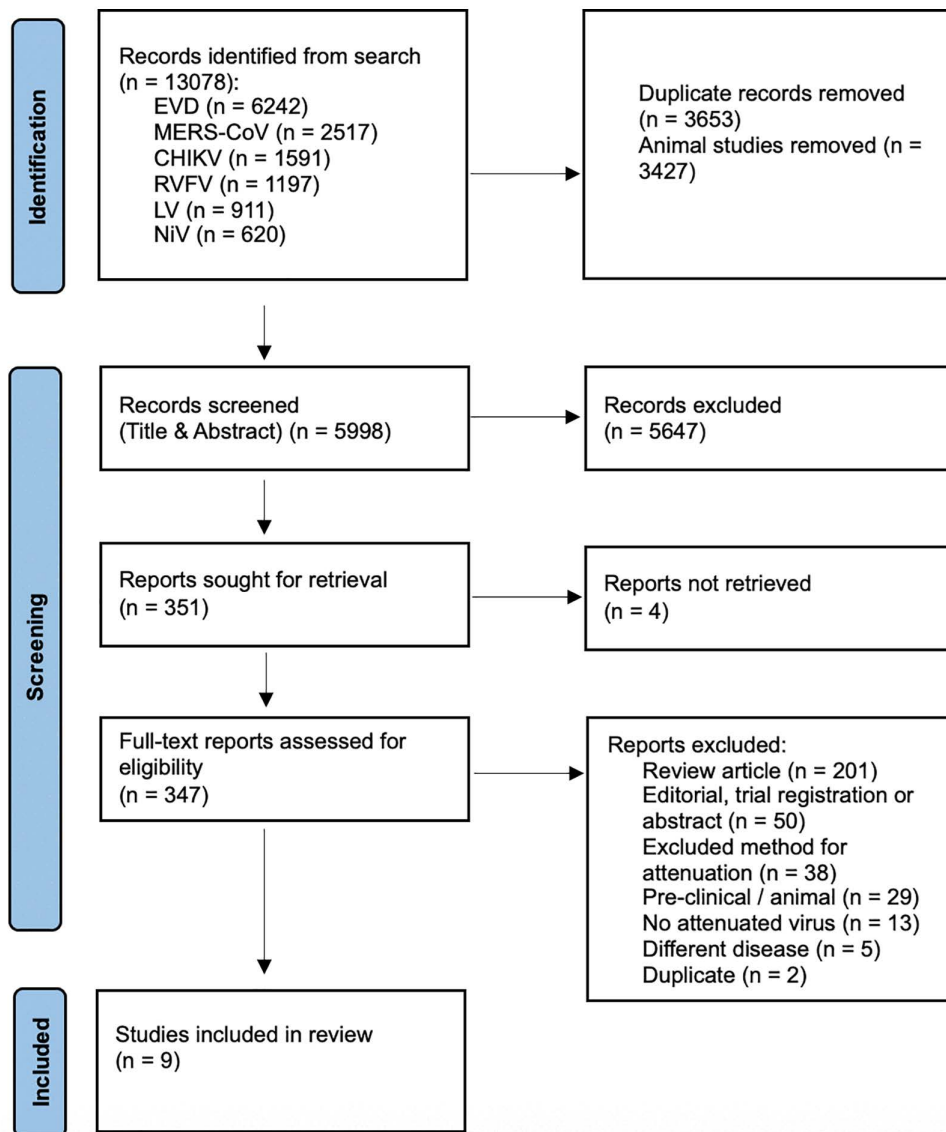 Identification
Records identified from search
(n = 13078):
EVD (n = 6242)
MERS-CoV (n = 2517)
CHIKV (n = 1591)
RVFV (n = 1197)
LV (n = 911)
NiV (n = 620)
Duplicate records removed
(n = 3653)
Animal studies removed (n =
3427)
Screening
Records screened
(Title & Abstract) (n = 5998)
Records excluded
(n = 5647)
Reports sought for retrieval
(n = 351)
Reports not retrieved
(n = 4)
Full-text reports assessed for
eligibility
(n = 347)
Reports excluded:
Review article (n = 201)
Editorial, trial registration or
abstract (n = 50)
Excluded method for
attenuation (n = 38)
Pre-clinical / animal (n = 29)
No attenuated virus (n = 13)
Different disease (n = 5)
Duplicate (n = 2)
Included
Studies included in review
(n = 9)